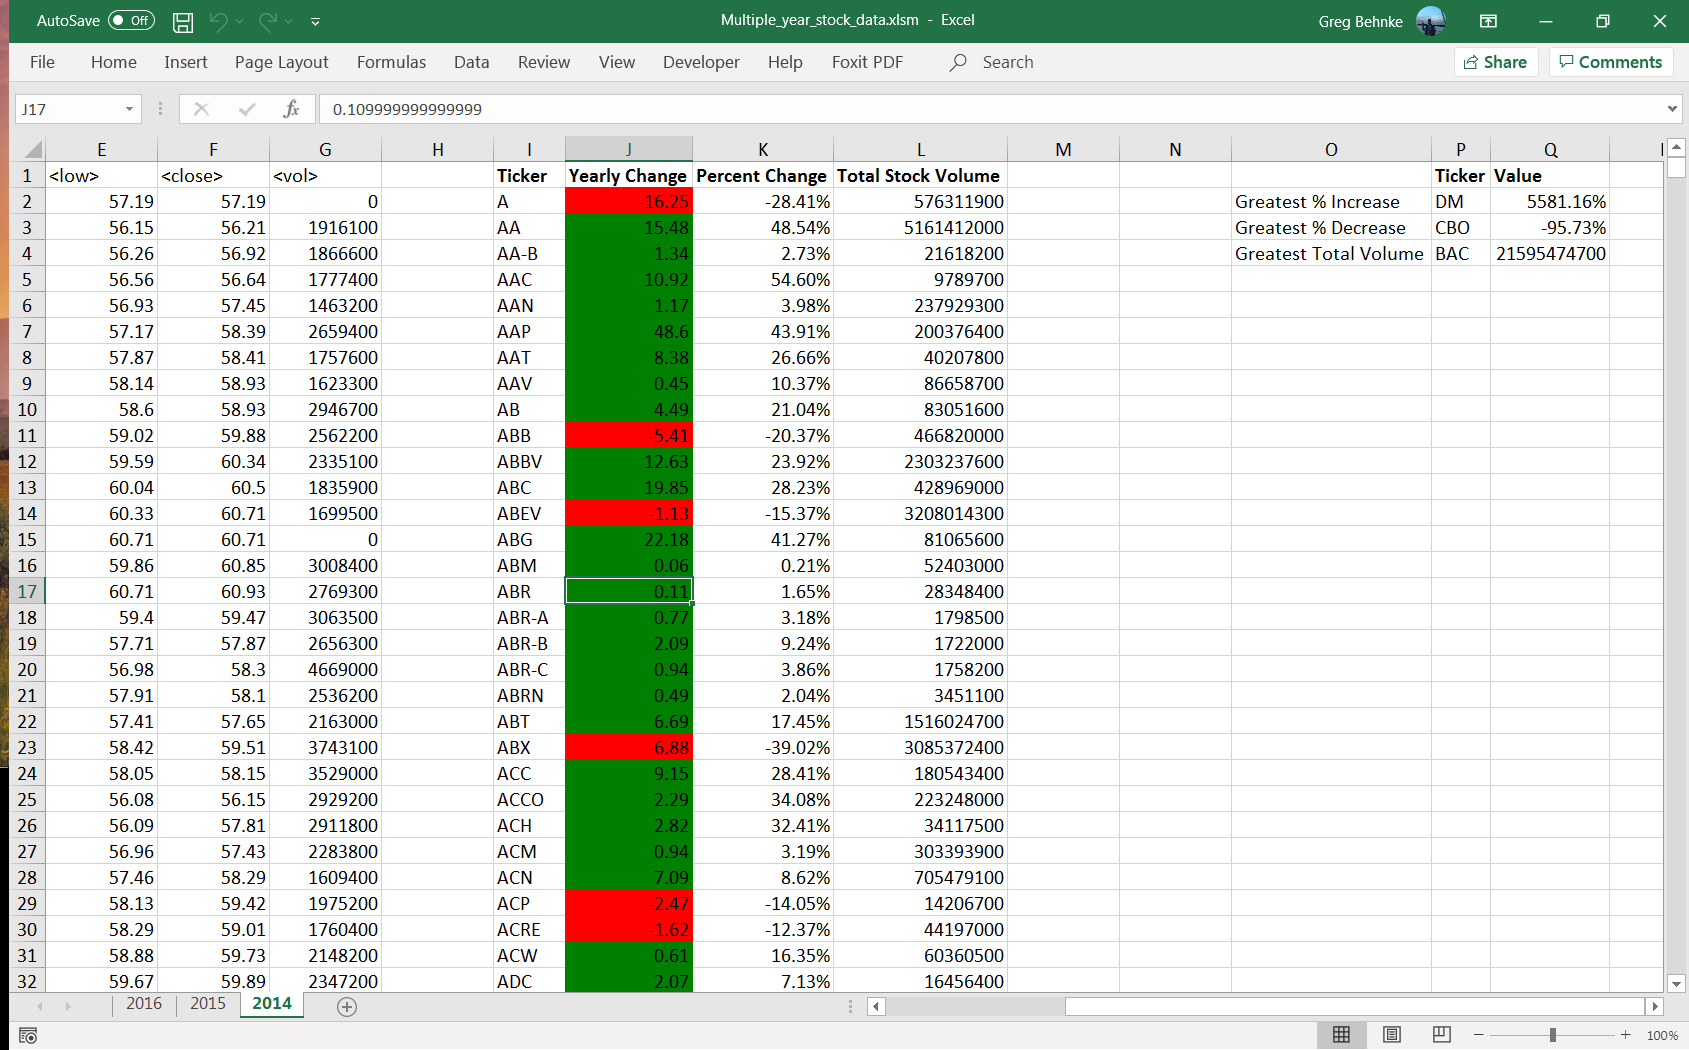 AutoSave Off Multiple_year_stock_data.xlsm - Excel Greg Behnke
File Home Insert Page Layout Formulas Data Review View Developer Help Foxit PDF Search Share Comments
J17 fx 0.109999999999999
E F G H I J K L M N O P Q
1 <low> <close> <vol> Ticker Yearly Change Percent Change Total Stock Volume Ticker Value
2 57.19 57.19 0 A -16.25 -28.41% 576311900 Greatest % Increase DM 5581.16%
3 56.15 56.21 1916100 AA 15.48 48.54% 5161412000 Greatest % Decrease CBO -95.73%
4 56.26 56.92 1866600 AA-B 1.34 2.73% 21618200 Greatest Total Volume BAC 21595474700
5 56.56 56.64 1777400 AAC 10.92 54.60% 9789700
6 56.93 57.45 1463200 AAN 1.17 3.98% 237929300
7 57.17 58.39 2659400 AAP 48.6 43.91% 200376400
8 57.87 58.41 1757600 AAT 8.38 26.66% 40207800
9 58.14 58.93 1623300 AAV 0.45 10.37% 86658700
10 58.6 58.93 2946700 AB 4.49 21.04% 83051600
11 59.02 59.88 2562200 ABB -5.41 -20.37% 466820000
12 59.59 60.34 2335100 ABBV 12.63 23.92% 2303237600
13 60.04 60.5 1835900 ABC 19.85 28.23% 428969000
14 60.33 60.71 1699500 ABEV -1.13 -15.37% 3208014300
15 60.71 60.71 0 ABG 22.18 41.27% 81065600
16 59.86 60.85 3008400 ABM 0.06 0.21% 52403000
17 60.71 60.93 2769300 ABR 0.11 1.65% 28348400
18 59.4 59.47 3063500 ABR-A 0.77 3.18% 1798500
19 57.71 57.87 2656300 ABR-B 2.09 9.24% 1722000
20 56.98 58.3 4669000 ABR-C 0.94 3.86% 1758200
21 57.91 58.1 2536200 ABRN 0.49 2.04% 3451100
22 57.41 57.65 2163000 ABT 6.69 17.45% 1516024700
23 58.42 59.51 3743100 ABX -6.88 -39.02% 3085372400
24 58.05 58.15 3529000 ACC 9.15 28.41% 180543400
25 56.08 56.15 2929200 ACCO 2.29 34.08% 223248000
26 56.09 57.81 2911800 ACH 2.82 32.41% 34117500
27 56.96 57.43 2283800 ACM 0.94 3.19% 303393900
28 57.46 58.29 1609400 ACN 7.09 8.62% 705479100
29 58.13 59.42 1975200 ACP -2.47 -14.05% 14206700
30 58.29 59.01 1760400 ACRE -1.62 -12.37% 44197000
31 58.88 59.73 2148200 ACW 0.61 16.35% 60360500
32 59.67 59.89 2347200 ADC 2.07 7.13% 16456400
2016 2015 2014
100%